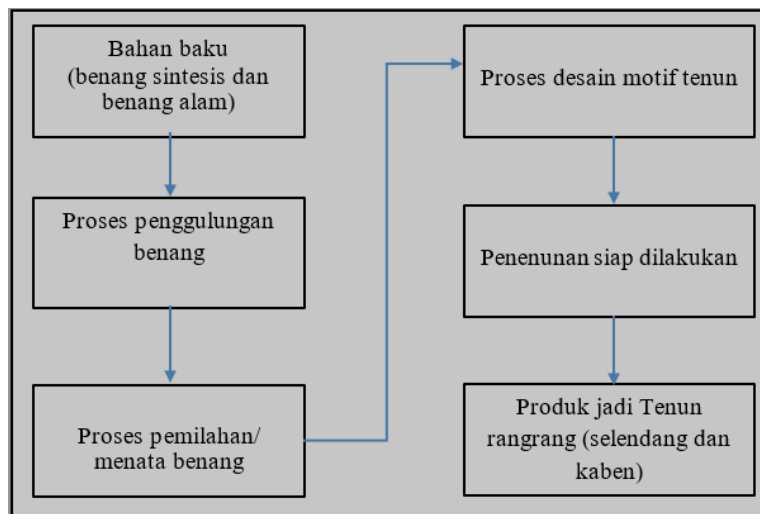 Bahan baku
(benang sintesis dan
benang alam)
Proses penggulungan
benang
Proses pemilahan/
menata benang
Proses desain motif tenun
Penenunan siap dilakukan
Produk jadi Tenun
rangrang (selendang dan
kaben)